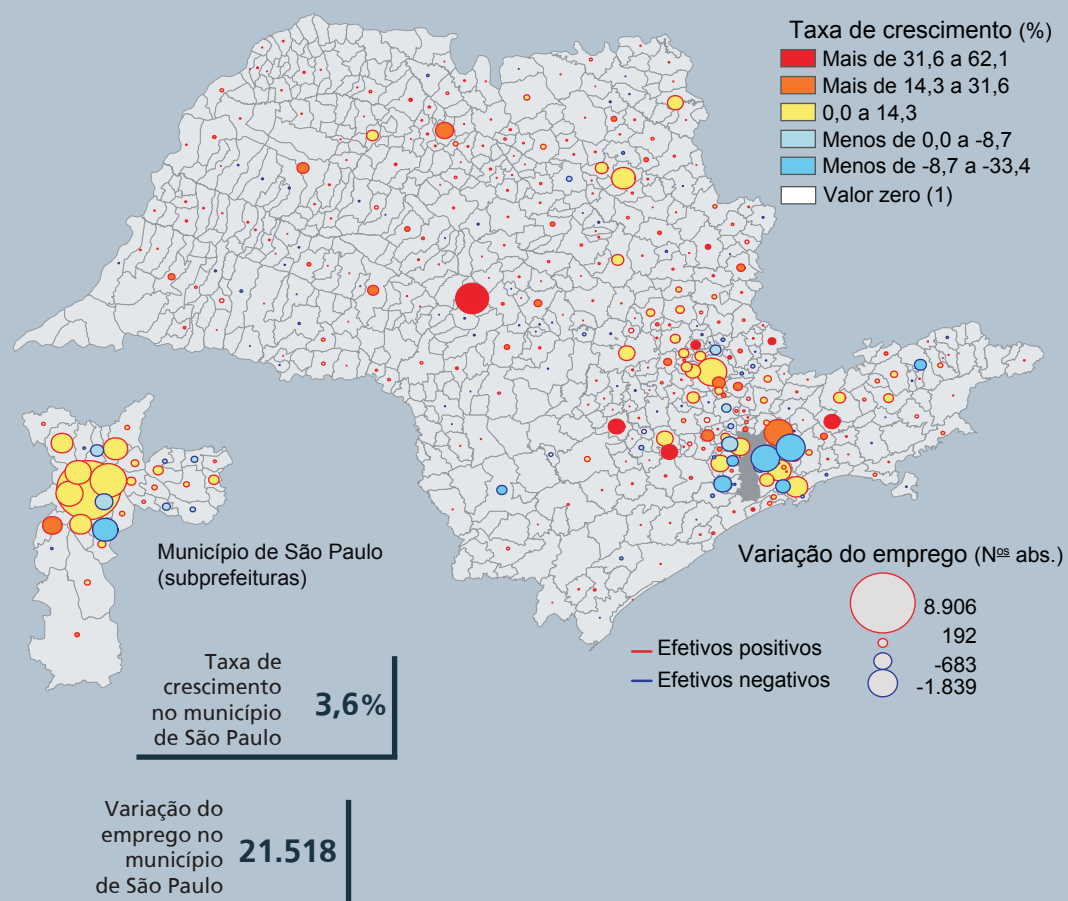 Taxa de crescimento (%)
Mais de 31,6 a 62,1
Mais de 14,3 a 31,6
0,0 a 14,3
Menos de 0,0 a -8,7
Menos de -8,7 a -33,4
Valor zero (1)
Município de São Paulo
(subprefeituras)
Variação do emprego (Nos abs.)
8.906
192
-683
-1.839
Efetivos positivos
Efetivos negativos
Taxa de
crescimento
no município
de São Paulo
3,6%
Variação do
emprego no
município
de São Paulo
21.518